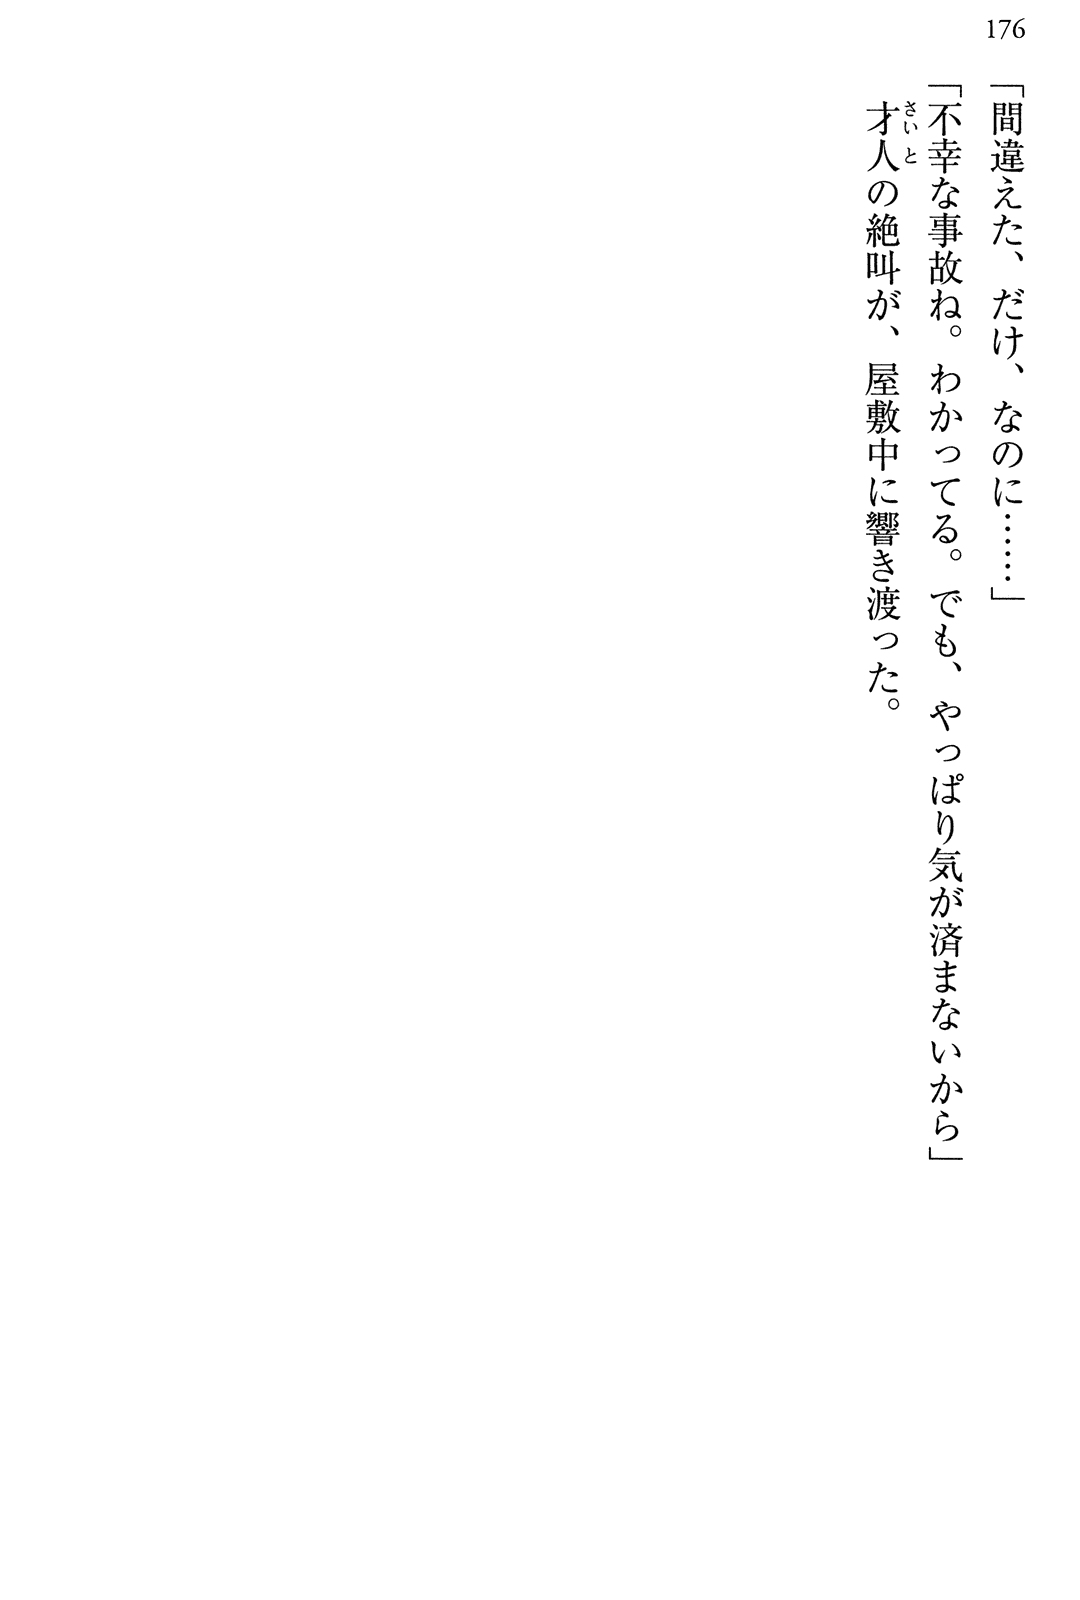 176
「間違えた、だけ、なのに……」
「不幸な事故ね。わかってる。でも、やっぱり気が済まないから」
才人の絶叫が、屋敷中に響き渡った。
さいと